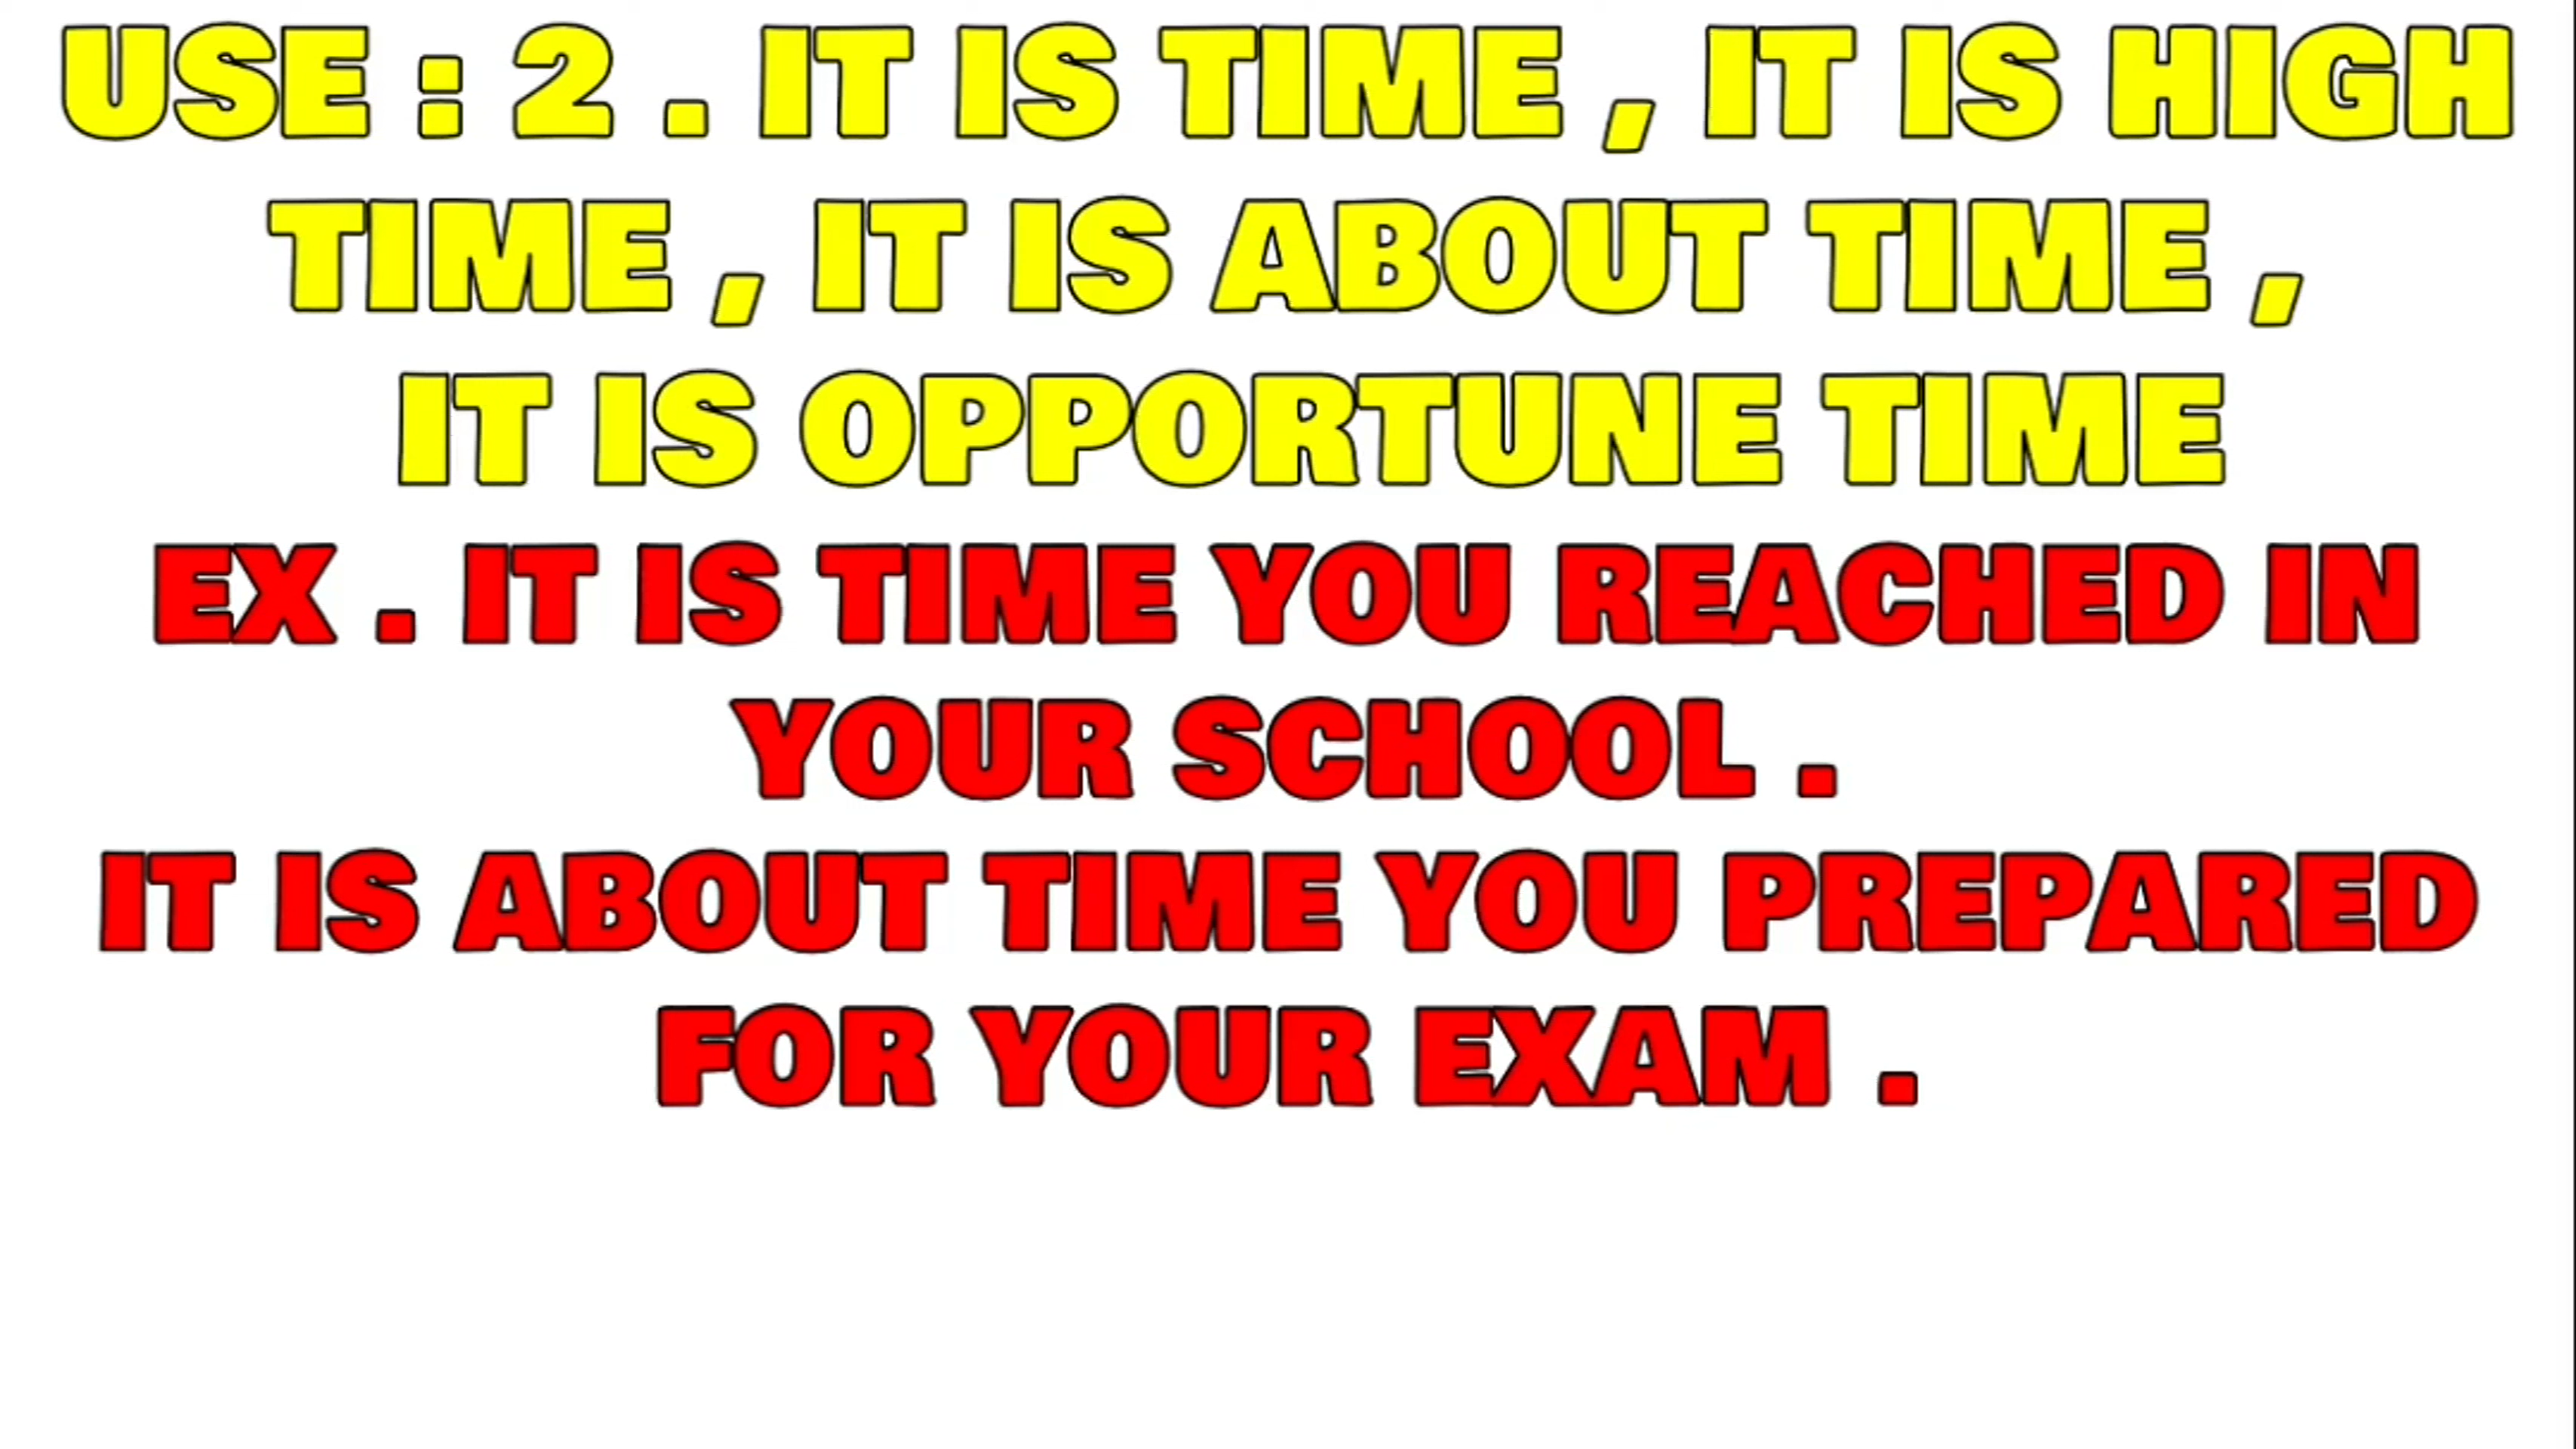 USE : 2 . IT IS TIME , IT IS HIGH
TIME , IT IS ABOUT TIME ,
IT IS OPPORTUNE TIME
EX . IT IS TIME YOU REACHED IN
YOUR SCHOOL .
IT IS ABOUT TIME YOU PREPARED
FOR YOUR EXAM .